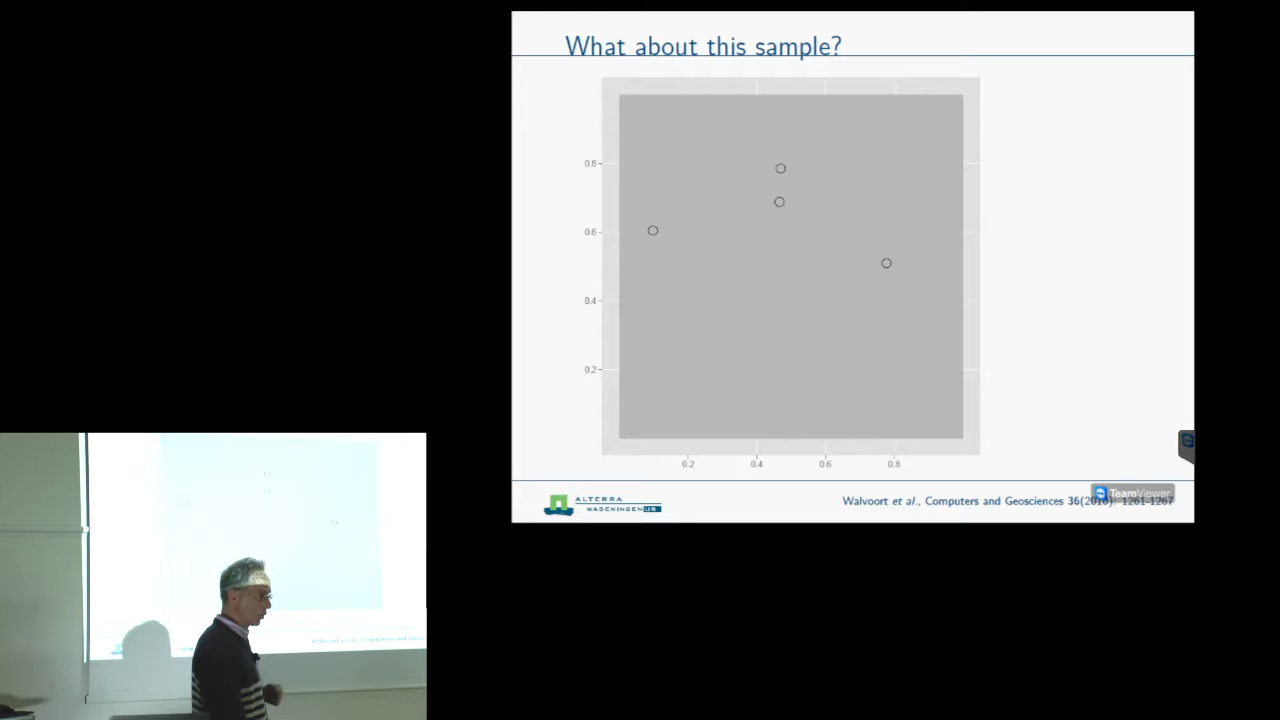 What about this sample?
0.8
0.6
0.4
0.2
0.2 0.4 0.6 0.8
ALTERRA
WAGENINGEN UR
TeamViewer
Walvoort et al., Computers and Geosciences 36(2010): 1261-1267